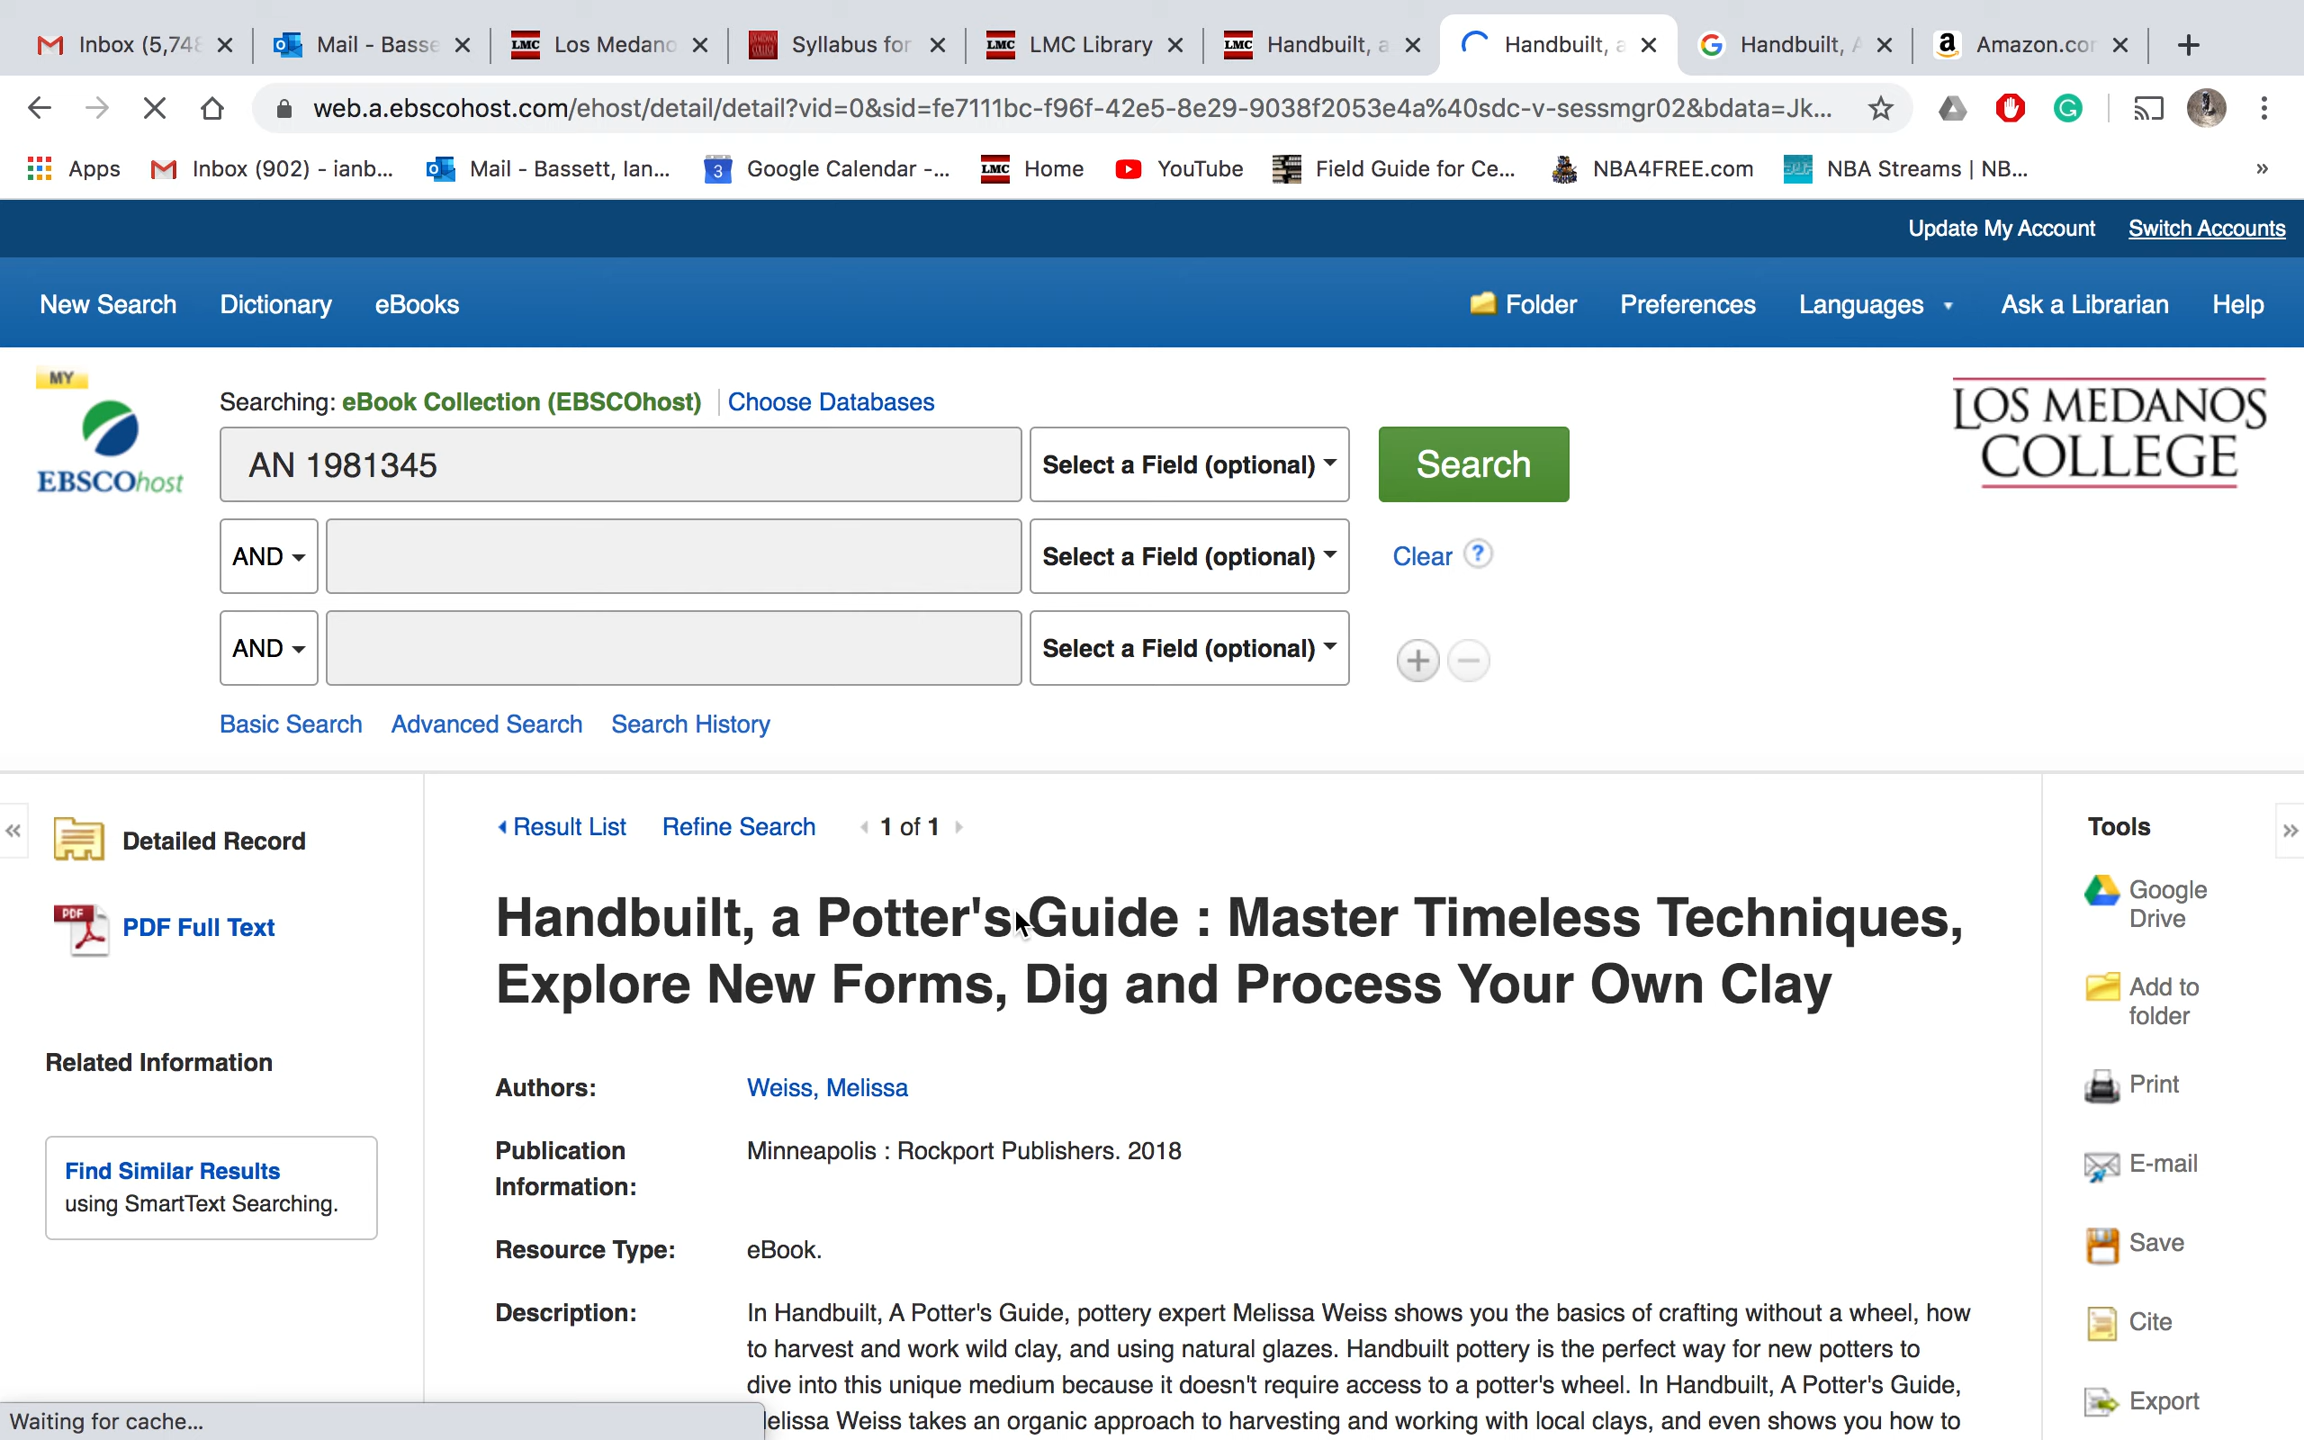 Inbox (5,748
Mail - Basse
LMC Los Medano
Syllabus for
LMC LMC Library
LMC Handbuilt, a
Handbuilt, a
Handbuilt, A
Amazon.cor
web.a.ebscohost.com/ehost/detail/detail?vid=0&sid=fe7111bc-f96f-42e5-8e29-9038f2053e4a%40sdc-v-sessmgr02&bdata=Jk...
Apps
Inbox (902) - ianb...
Mail - Bassett, Ian...
3 Google Calendar -...
LMC Home
YouTube
Field Guide for Ce...
NBA4FREE.com
NBA Streams | NB...
»
Update My Account Switch Accounts
New Search Dictionary eBooks
Folder Preferences Languages Ask a Librarian Help
MY
EBSCOhost
Searching: eBook Collection (EBSCOhost) Choose Databases
AN 1981345 Select a Field (optional) Search
AND Select a Field (optional) Clear ?
AND Select a Field (optional)
Basic Search Advanced Search Search History
LOS MEDANOS
COLLEGE
«
Detailed Record
PDF PDF Full Text
Related Information
Find Similar Results
using SmartText Searching.
Result List Refine Search 1 of 1
Handbuilt, a Potter's Guide : Master Timeless Techniques,
Explore New Forms, Dig and Process Your Own Clay
Authors: Weiss, Melissa
Publication
Information:
Minneapolis : Rockport Publishers. 2018
Resource Type: eBook.
Description:
In Handbuilt, A Potter's Guide, pottery expert Melissa Weiss shows you the basics of crafting without a wheel, how
to harvest and work wild clay, and using natural glazes. Handbuilt pottery is the perfect way for new potters to
dive into this unique medium because it doesn't require access to a potter's wheel. In Handbuilt, A Potter's Guide,
elissa Weiss takes an organic approach to harvesting and working with local clays, and even shows you how to
Tools
»
Google
Drive
Add to
folder
Print
E-mail
Save
Cite
Export
Waiting for cache...